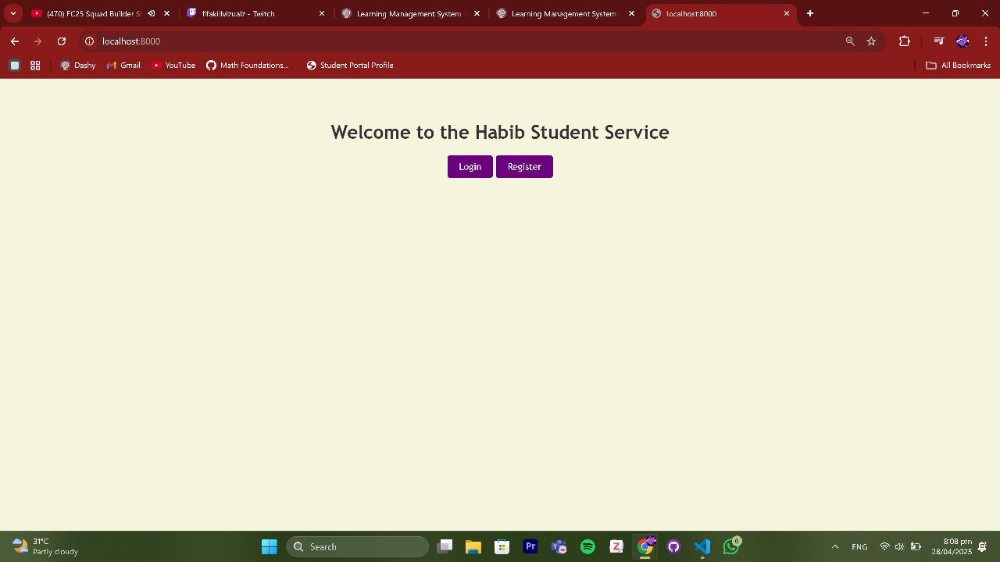 (470) FC25 Squad Builder S
fifakillvizualz - Twitch
Learning Management System
Learning Management System
localhost:8000
localhost:8000
Dashy
Gmail
YouTube
Math Foundations...
Student Portal Profile
All Bookmarks
Welcome to the Habib Student Service
Login
Register
31°C
Partly cloudy
Search
Pr
Z
6
ENG
8:08 pm
28/04/2025